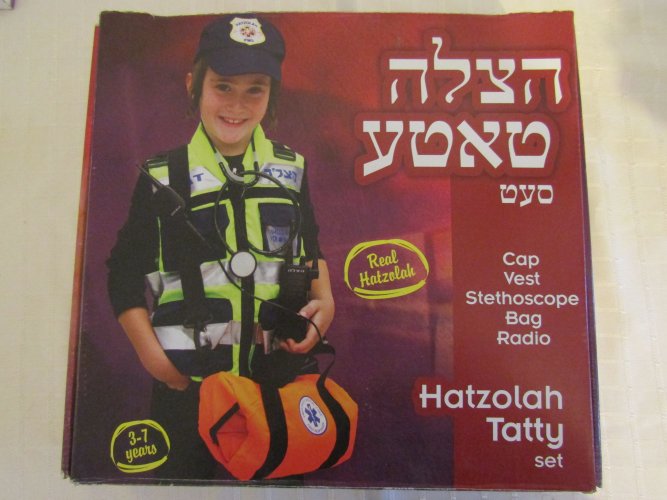 הצלה
טאטע
סעט
Real
Hatzolah
Cap
Vest
Stethoscope
Bag
Radio
Hatzolah
Tatty
set
3-7
years